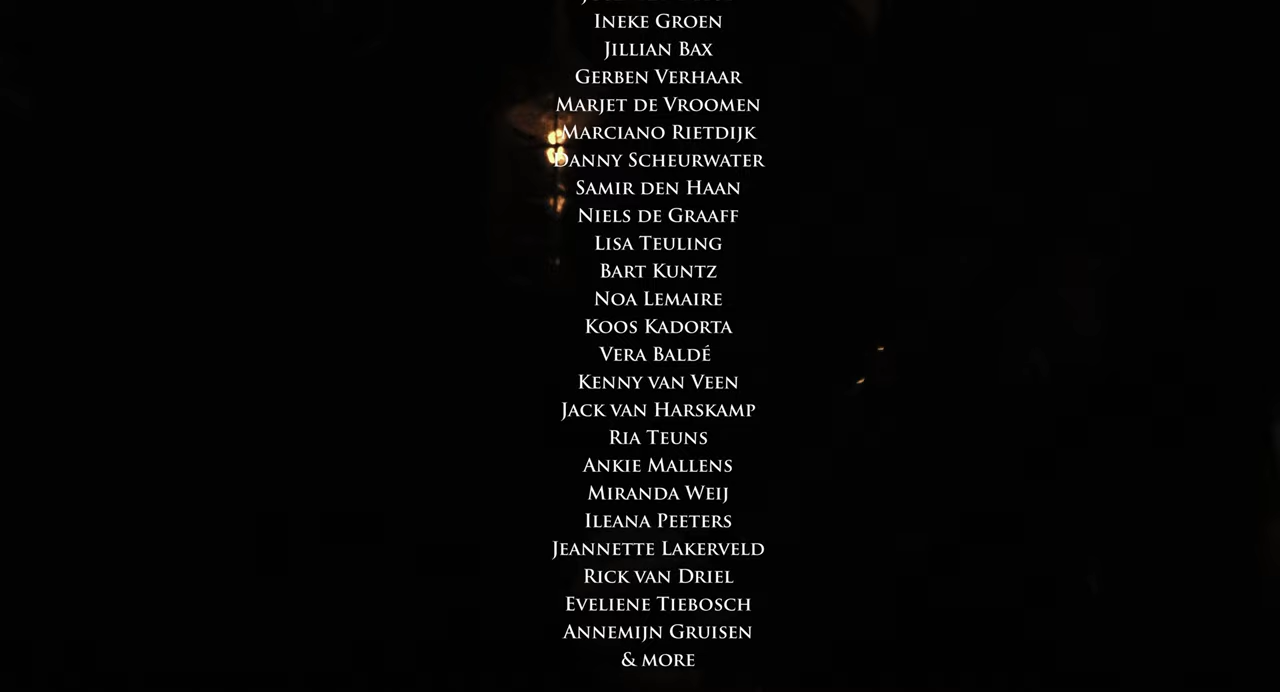 Ineke Groen
Jillian Bax
Gerben Verhaar
Marjet de Vroomen
Marciano Rietdijk
Danny Scheurwater
Samir den Haan
Niels de Graaff
Lisa Teuling
Bart Kuntz
Noa Lemaire
Koos Kadorta
Vera Baldé
Kenny van Veen
Jack van Harskamp
Ria Teuns
Ankie Mallens
Miranda Weij
Ileana Peeters
Jeannette Lakerveld
Rick van Driel
Eveliene Tiebosch
Annemijn Gruisen
& more